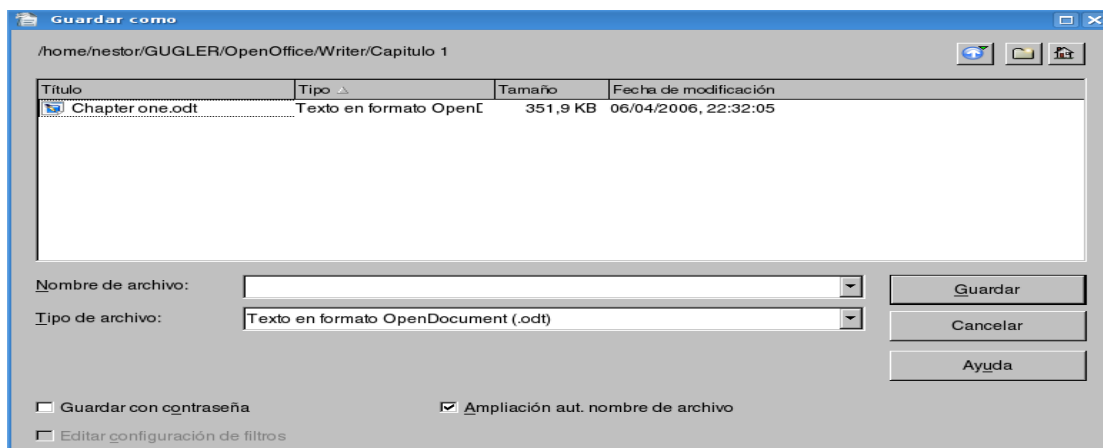 Guardar como
/home/nestor/GUGLER/OpenOffice/Writer/Capitulo 1
Título Tipo Tamaño Fecha de modificación
Chapter one.odt Texto en formato OpenD 351,9 KB 06/04/2006, 22:32:05
Nombre de archivo: Guardar
Tipo de archivo: Texto en formato OpenDocument (.odt) Cancelar
Ayuda
Guardar con contraseña Ampliación aut. nombre de archivo
Editar configuración de filtros